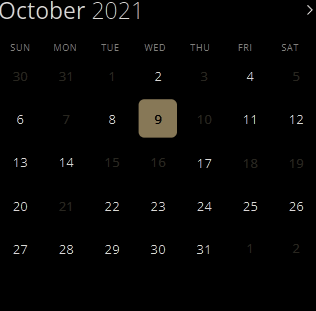 October 2021 >
SUN MON TUE WED THU FRI SAT
30 31 1 2 3 4 5
6 7 8 9 10 11 12
13 14 15 16 17 18 19
20 21 22 23 24 25 26
27 28 29 30 31 1 2